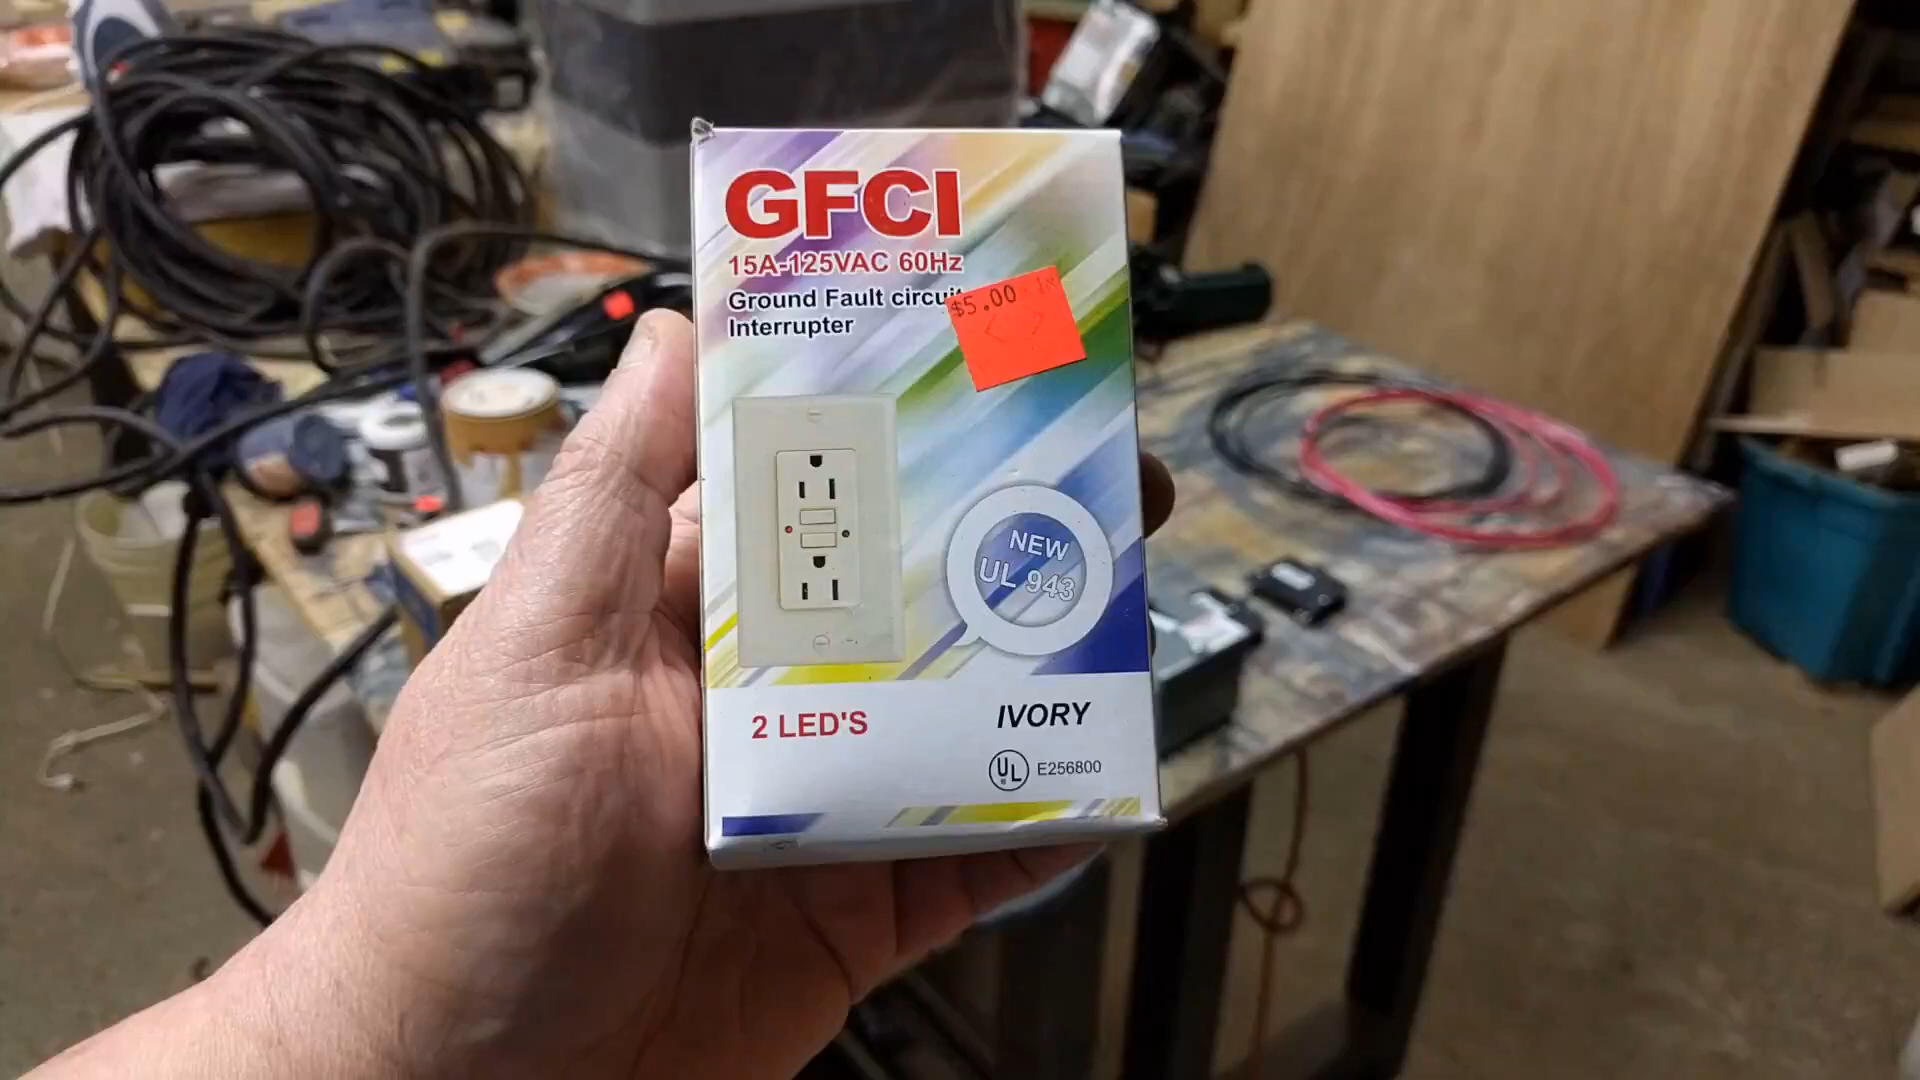 GFCI
15A-125VAC 60Hz
Ground Fault circuit
Interrupter
$5.00
NEW
UL 943
2 LED'S
IVORY
UL E256800